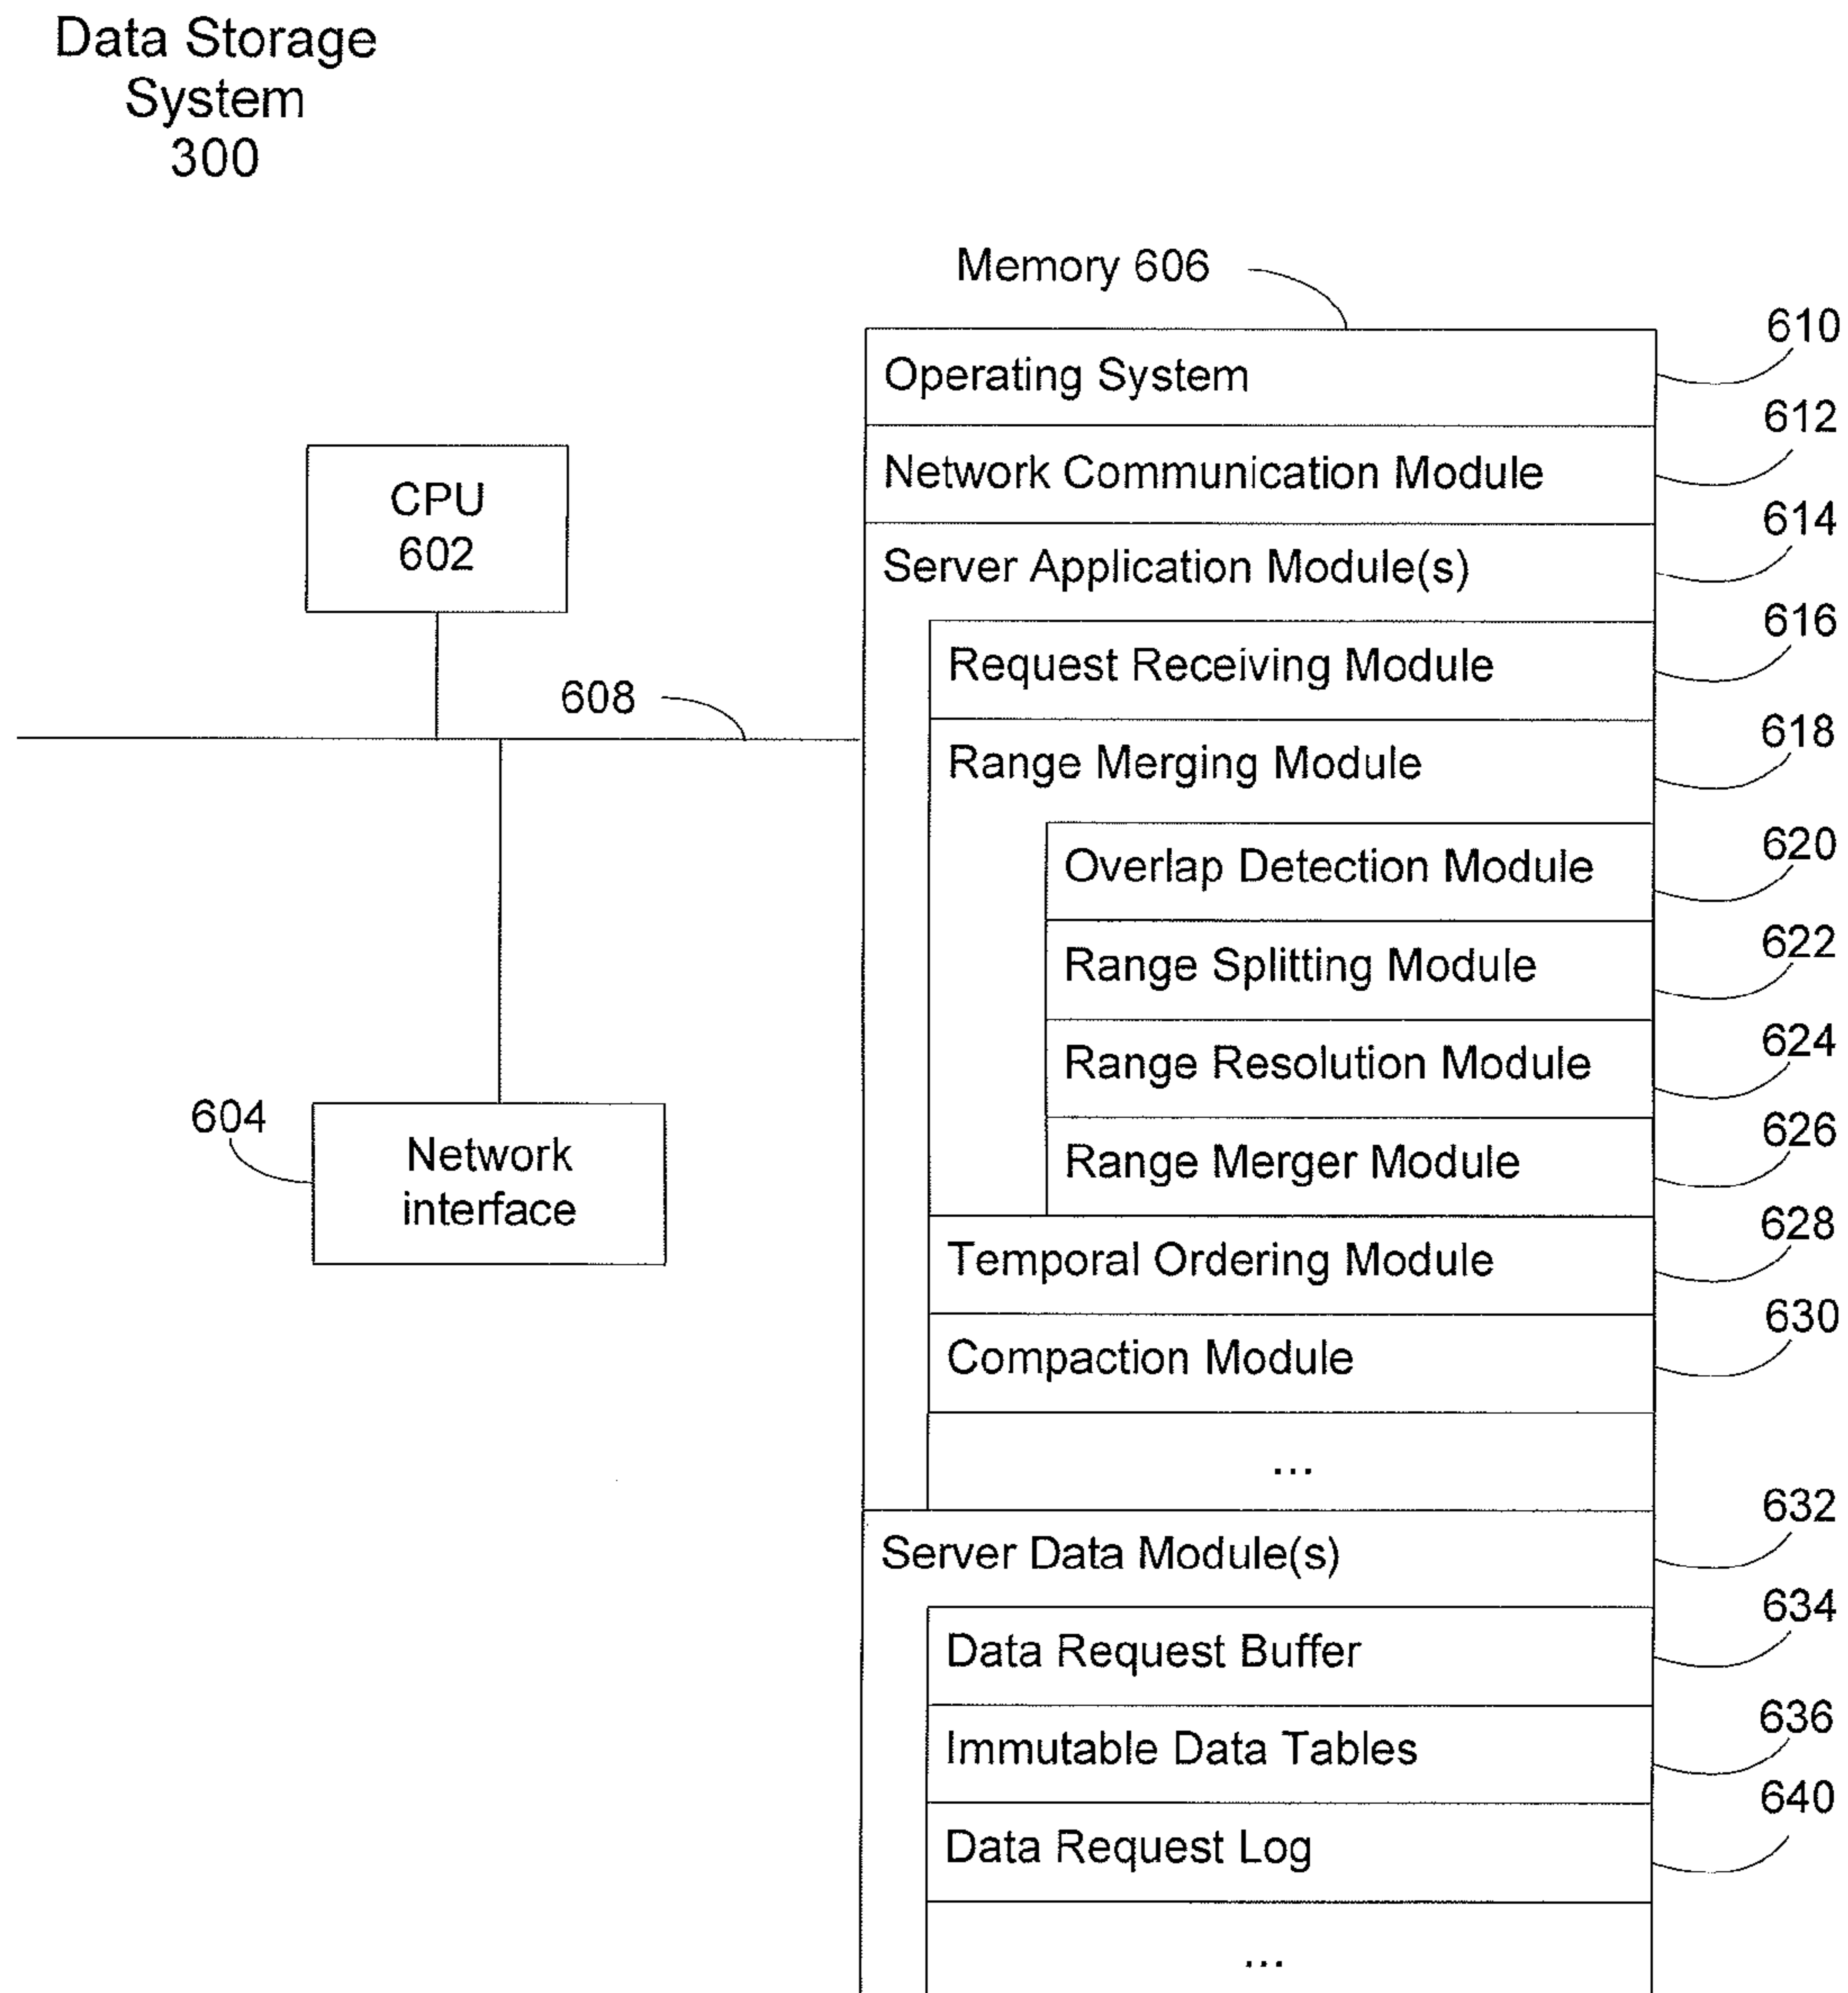 Data Storage
System
300
Memory 606
610
Operating System
612
Network Communication Module
CPU
602
614
Server Application Module(s)
616
Request Receiving Module
608
618
Range Merging Module
620
Overlap Detection Module
622
Range Splitting Module
624
Range Resolution Module
604
Network
interface
626
Range Merger Module
628
Temporal Ordering Module
630
Compaction Module
...
632
Server Data Module(s)
634
Data Request Buffer
636
Immutable Data Tables
640
Data Request Log
...